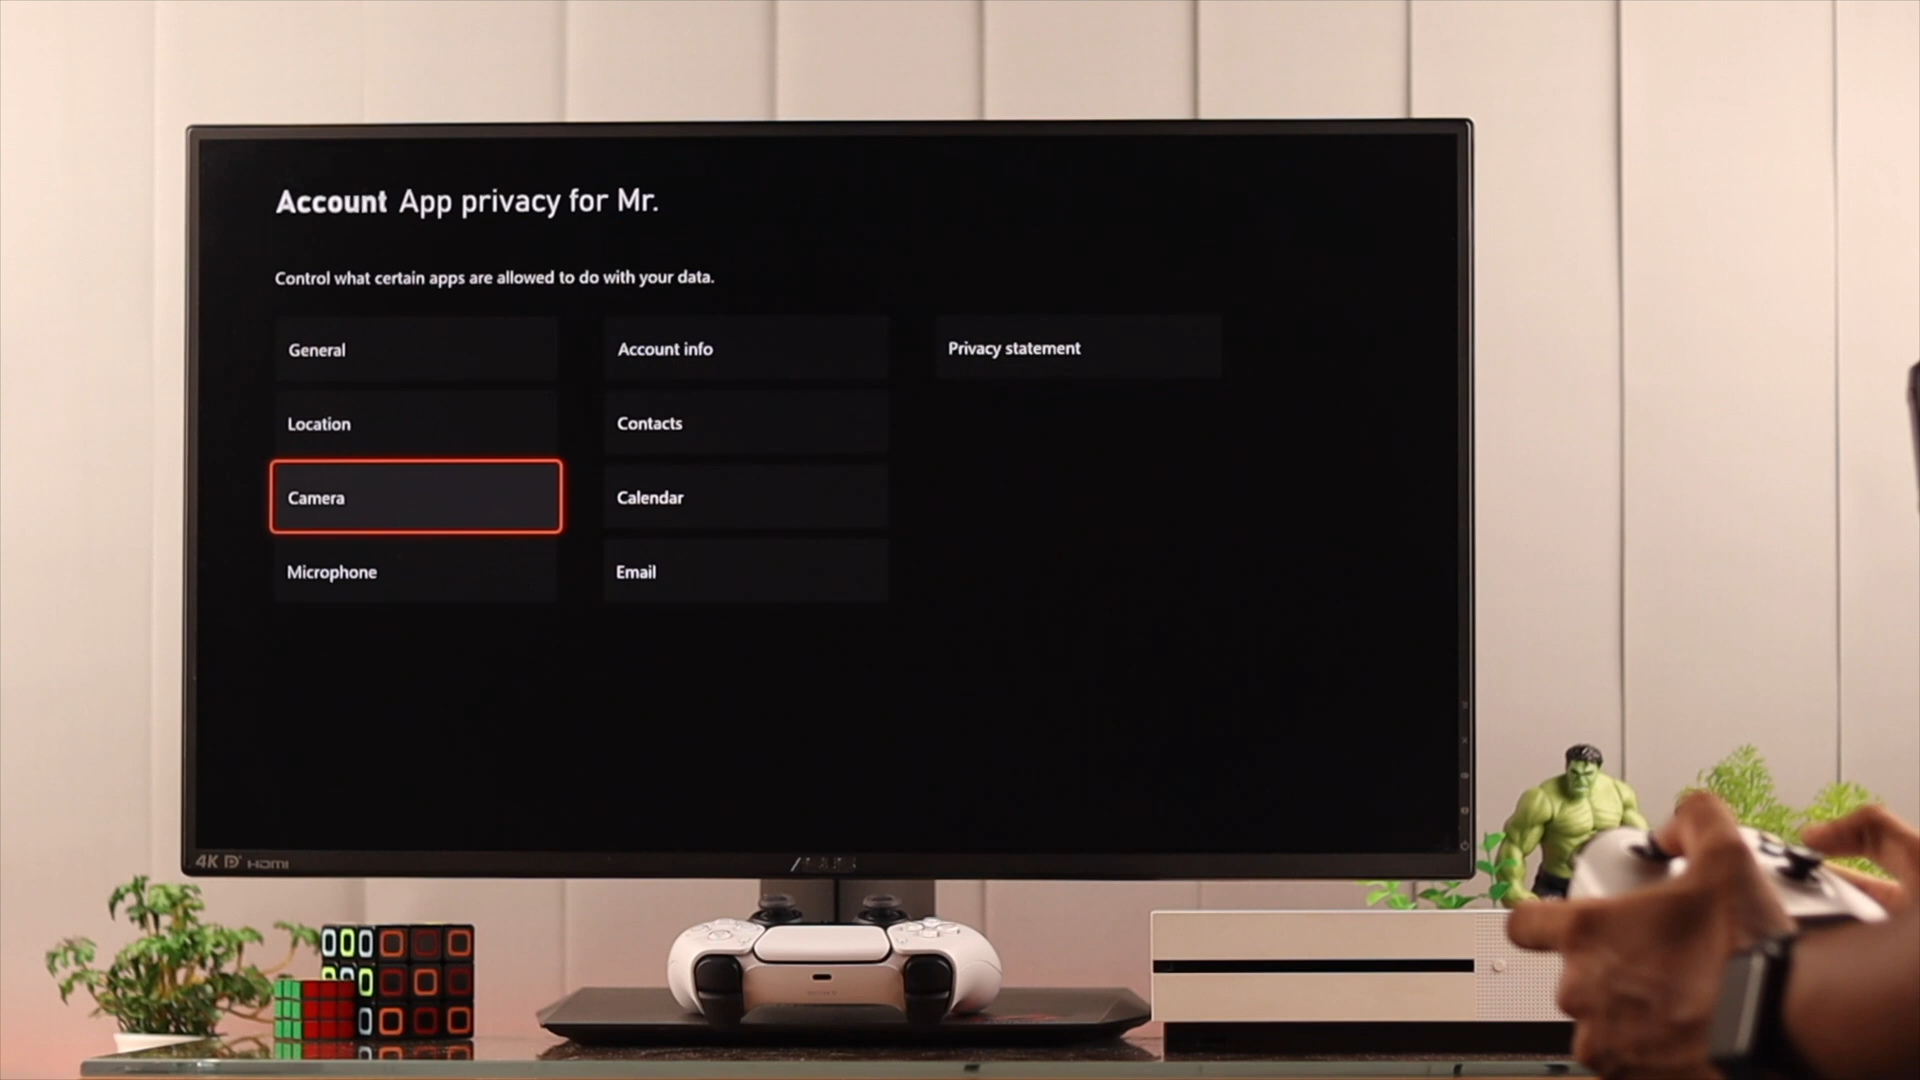 Account App privacy for Mr.
Control what certain apps are allowed to do with your data.
General
Account info
Privacy statement
Location
Contacts
Camera
Calendar
Microphone
Email
4K HDMI
ASUS